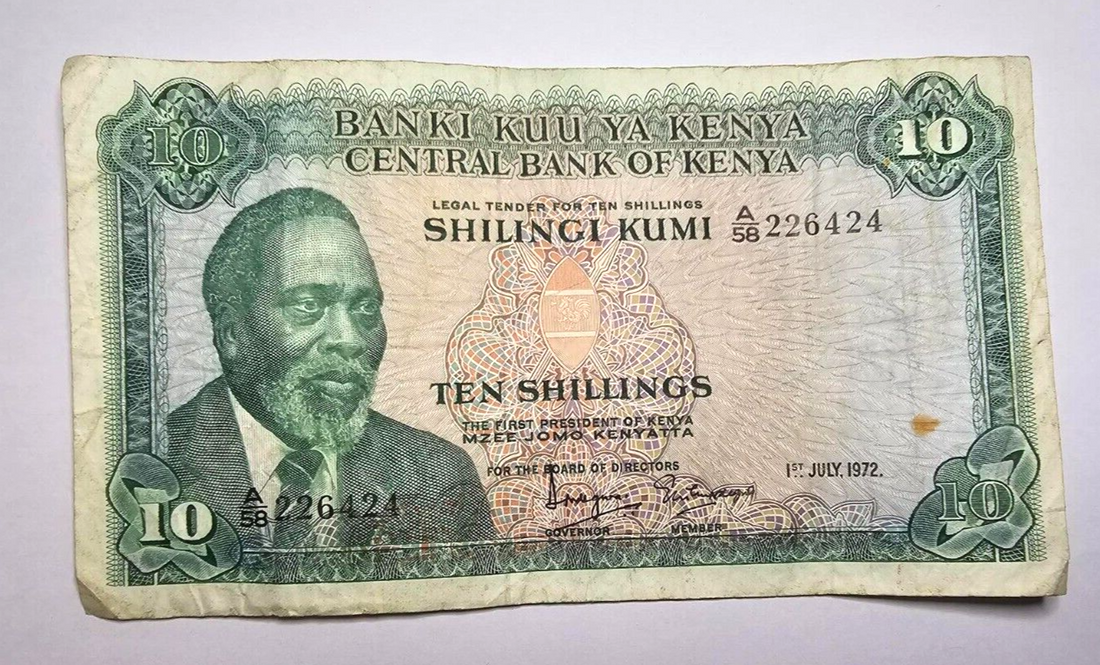 10
10
BANKI KUU YA KENYA
CENTRAL BANK OF KENYA
LEGAL TENDER FOR TEN SHILLINGS
SHILINGI KUMI A/58 226424
TEN SHILLINGS
THE FIRST PRESIDENT OF KENYA
MZEE JOMO KENYATTA
FOR THE BOARD OF DIRECTORS
1ST JULY, 1972.
A/58 226424
GOVERNOR MEMBER
10
10